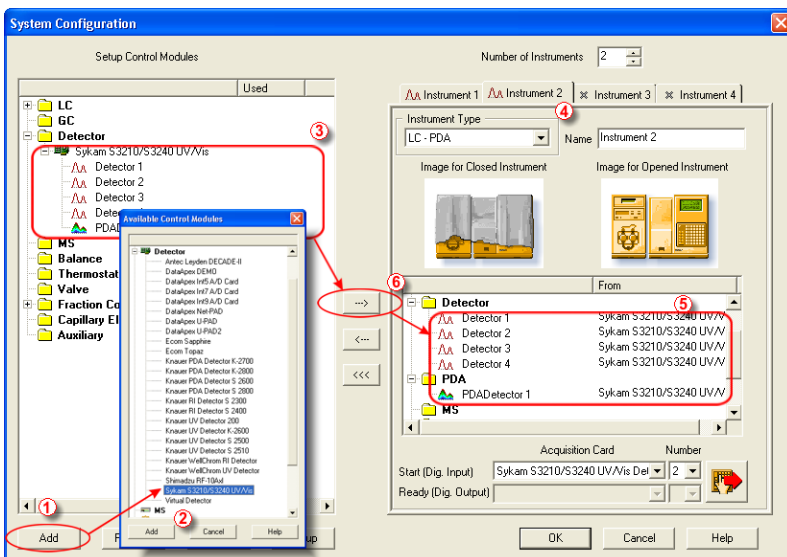 System Configuration
Setup Control Modules
Number of Instruments 2
Used
LC
GC
Detector
③
Sykam S3210/S3240 UV/Vis
Detector 1
Detector 2
Detector 3
MS
Balance
Valve
Auxiliary
① Add
Available Control Modules
Detector
Antec Leyden DECADE-II
DataApex DEMO
DataApex Int5 A/D Card
DataApex Int7 A/D Card
DataApex Int9 A/D Card
DataApex Net-PAD
DataApex U-PAD
DataApex U-PAD2
Ecom Sapphire
Ecom Topaz
Knauer PDA Detector K-2700
Knauer PDA Detector K-2800
Knauer PDA Detector S 2600
Knauer PDA Detector S 2800
Knauer RI Detector S 2300
Knauer RI Detector S 2400
Knauer UV Detector 200
Knauer UV Detector K-2600
Knauer UV Detector S 2500
Knauer UV Detector S 2510
Knauer WellChrom RI Detector
Knauer WellChrom UV Detector
Shimadzu RF-10Axl
Sykam S3210/S3240 UV/Vis
Virtual Detector
MS
②
Add Cancel Help
⑥
--->
<---
<<<
Instrument 1 Instrument 2 Instrument 3 Instrument 4
④
Instrument Type
LC - PDA Name Instrument 2
Image for Closed Instrument Image for Opened Instrument
From
⑤
Detector
Detector 1 Sykam S3210/S3240 UV/V
Detector 2 Sykam S3210/S3240 UV/V
Detector 3 Sykam S3210/S3240 UV/V
Detector 4 Sykam S3210/S3240 UV/V
PDA
PDADetector 1 Sykam S3210/S3240 UV/V
MS
Acquisition Card Number
Start (Dig. Input) Sykam S3210/S3240 UV/Vis Det 2
Ready (Dig. Output)
OK Cancel Help